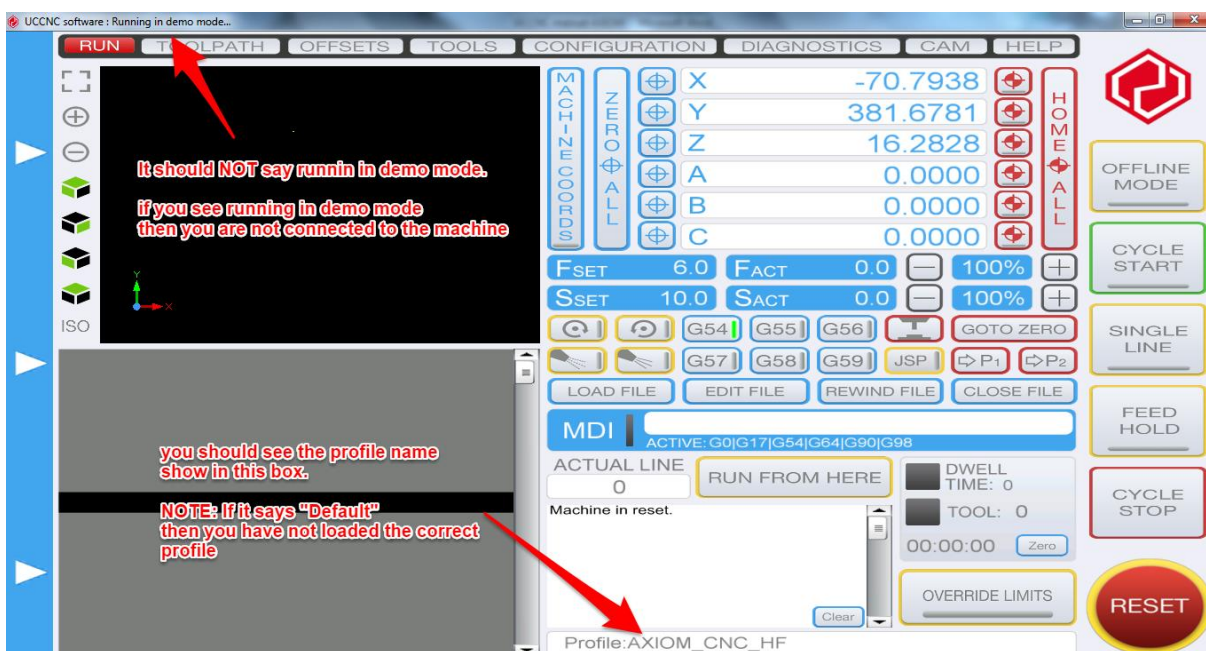 UCCNC software : Running in demo mode...
RUN TOOLPATH OFFSETS TOOLS CONFIGURATION DIAGNOSTICS CAM HELP
It should NOT say runnin in demo mode.
if you see running in demo mode
then you are not connected to the machine
Y
X
ISO
MACHINE COORDS
ZERO ALL
X -70.7938
Y 381.6781
Z 16.2828
A 0.0000
B 0.0000
C 0.0000
HOME ALL
FSET 6.0 FACT 0.0 100%
SSET 10.0 SACT 0.0 100%
G54 G55 G56 GOTO ZERO
G57 G58 G59 JSP P1 P2
LOAD FILE EDIT FILE REWIND FILE CLOSE FILE
MDI
ACTIVE: G0|G17|G54|G64|G90|G98
ACTUAL LINE
0
RUN FROM HERE
DWELL
TIME: 0
TOOL: 0
00:00:00 Zero
Machine in reset.
Clear
OVERRIDE LIMITS
Profile:AXIOM_CNC_HF
you should see the profile name
show in this box.
NOTE: If it says "Default"
then you have not loaded the correct
profile
OFFLINE
MODE
CYCLE
START
SINGLE
LINE
FEED
HOLD
CYCLE
STOP
RESET